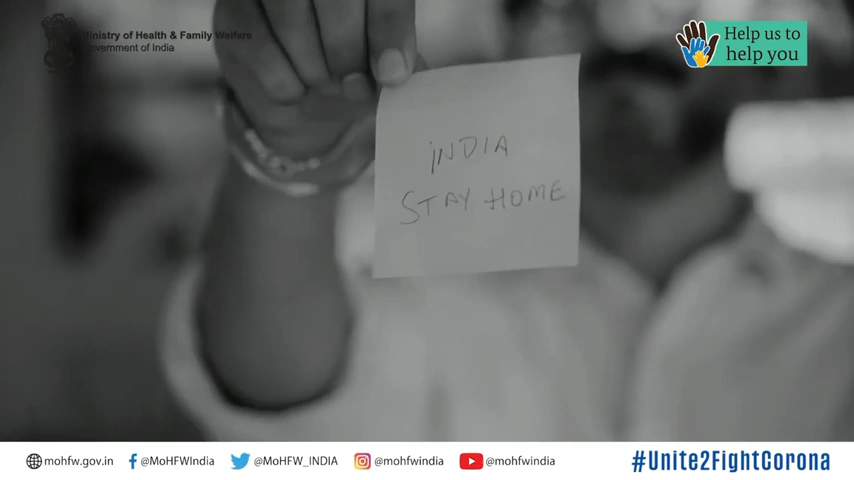 Ministry of Health & Family Welfare
Government of India
Help us to
help you
INDIA
STAY HOME
mohfw.gov.in @MoHFWIndia @MoHFW_INDIA @mohfwindia @mohfwindia #Unite2FightCorona